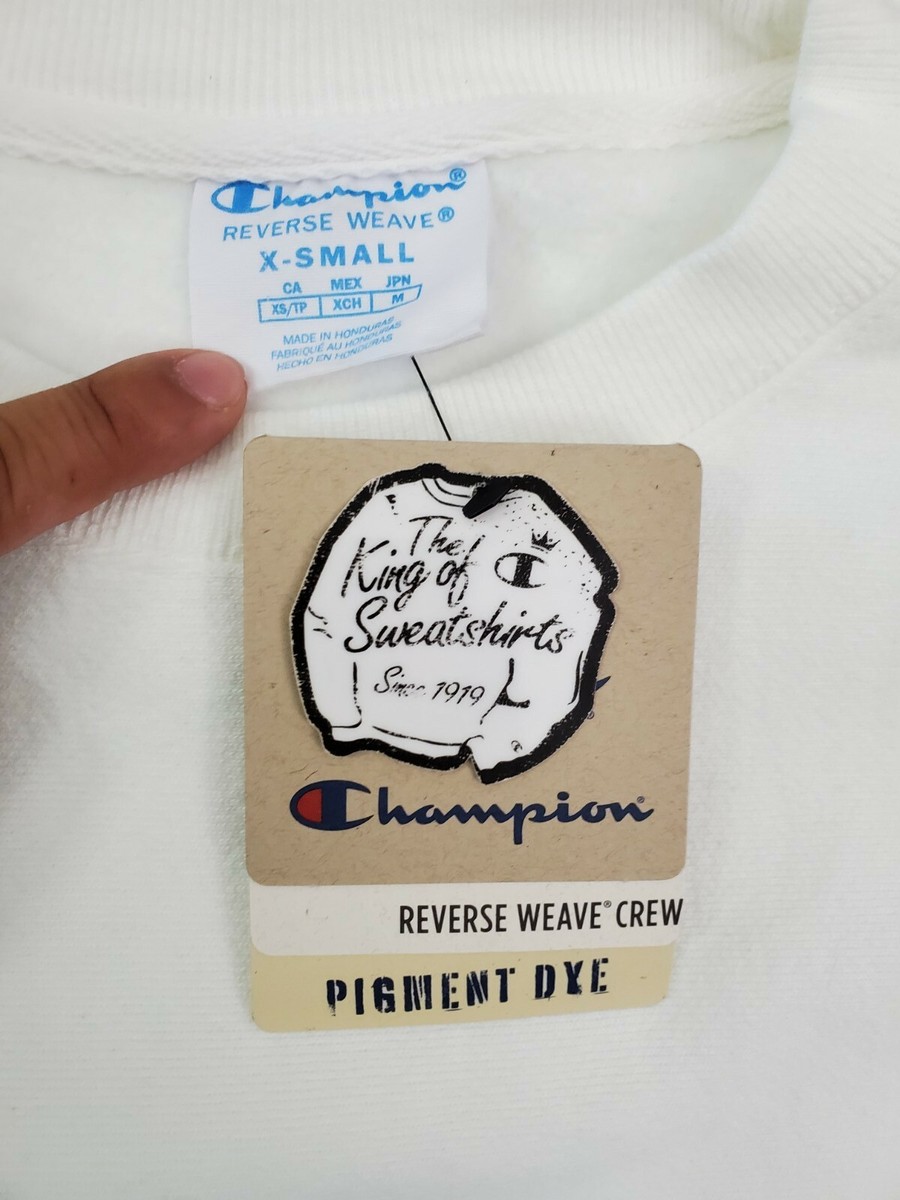 Champion®
REVERSE WEAVE®
X-SMALL
CA MEX JPN
XS/TP XCH M
MADE IN HONDURAS
FABRIQUÉ AU HONDURAS
HECHO EN HONDURAS
The
King of
Sweatshirts
Since 1919
Champion®
REVERSE WEAVE® CREW
PIGMENT DYE